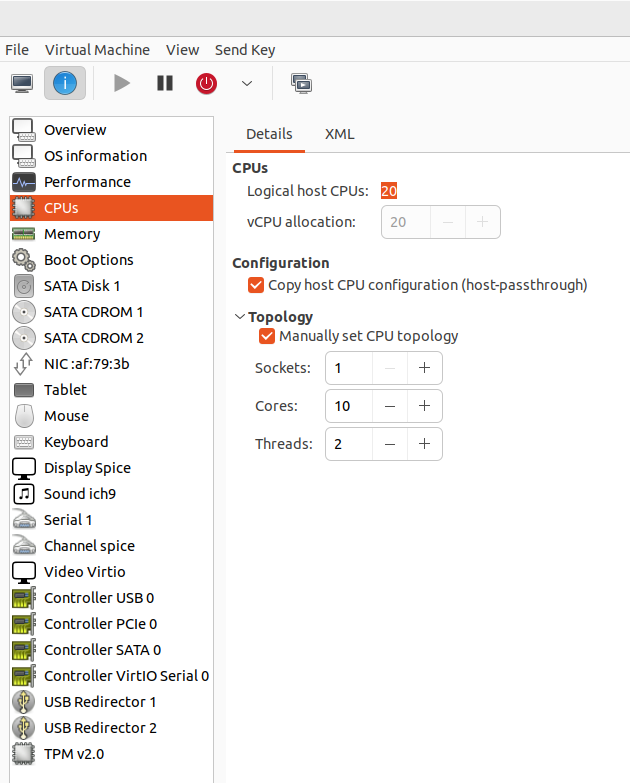 File Virtual Machine View Send Key
Overview
OS information
Performance
CPUs
Memory
Boot Options
SATA Disk 1
SATA CDROM 1
SATA CDROM 2
NIC :af:79:3b
Tablet
Mouse
Keyboard
Display Spice
Sound ich9
Serial 1
Channel spice
Video Virtio
Controller USB 0
Controller PCIe 0
Controller SATA 0
Controller VirtIO Serial 0
USB Redirector 1
USB Redirector 2
TPM v2.0
Details XML
CPUs
Logical host CPUs: 20
vCPU allocation: 20
Configuration
Copy host CPU configuration (host-passthrough)
Topology
Manually set CPU topology
Sockets: 1
Cores: 10
Threads: 2